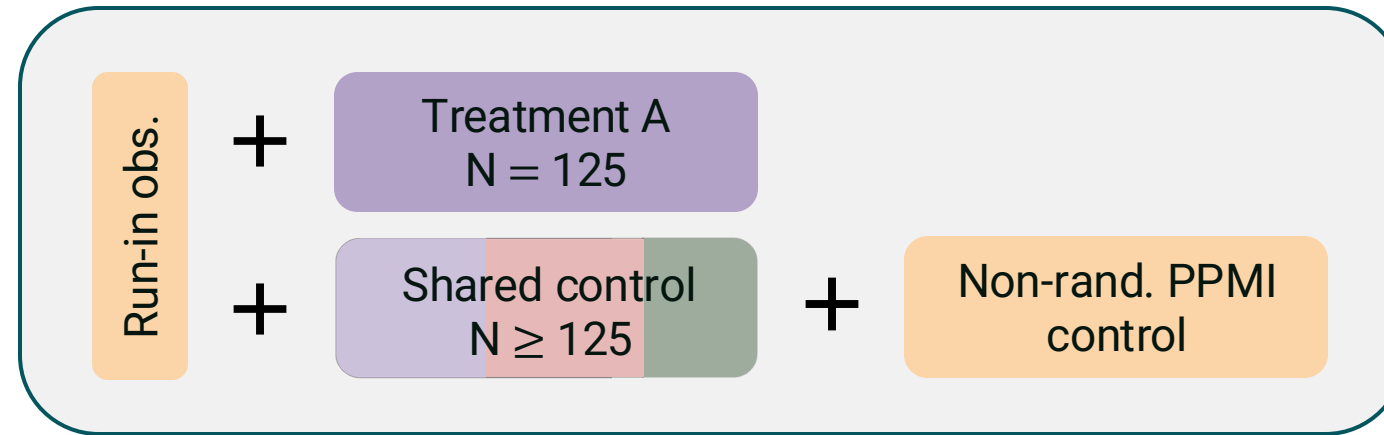 Run-in obs.
+
Treatment A
N = 125
+
Shared control
N ≥ 125
+
Non-rand. PPMI
control